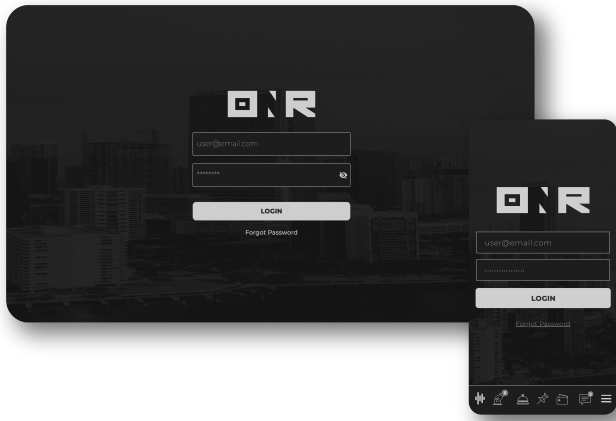 ONR
user@email.com
********
LOGIN
Forgot Password
ONR
user@email.com
LOGIN
Forgot Password